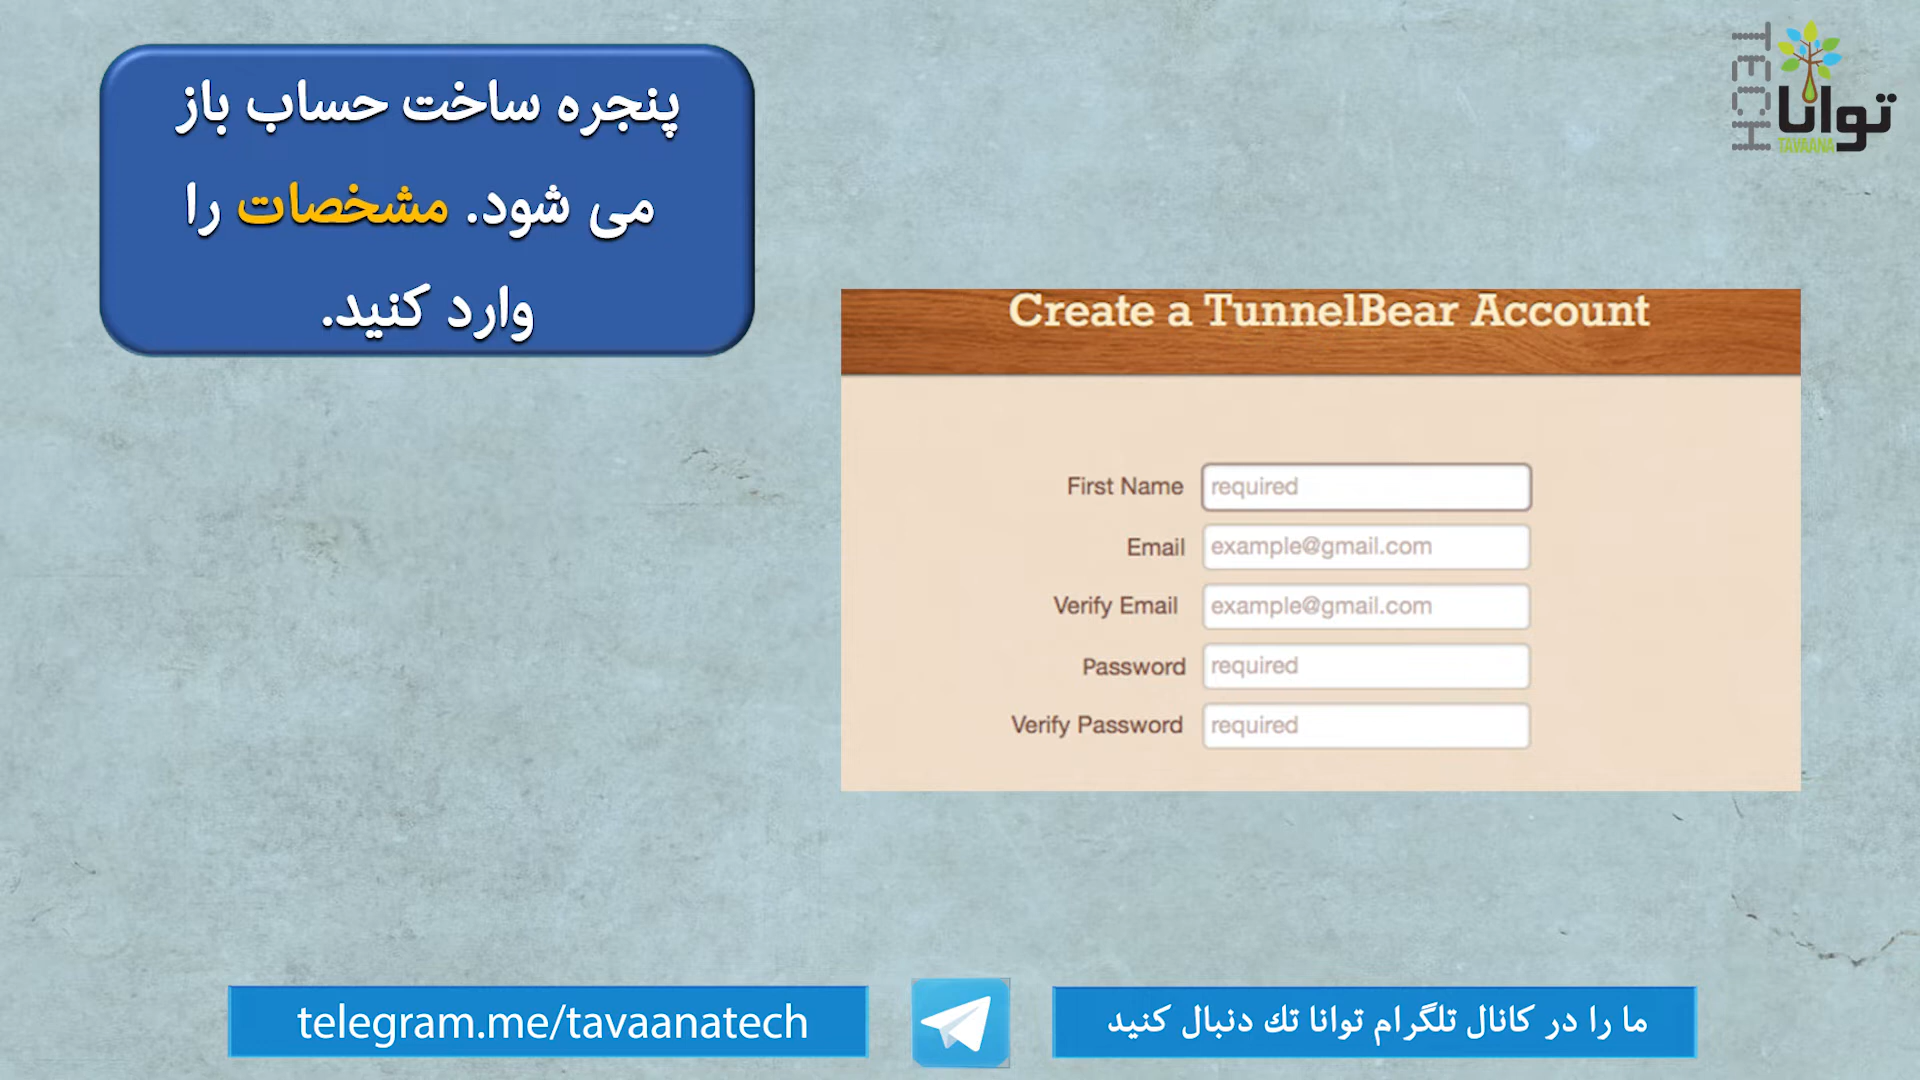 پنجره ساخت حساب باز
می شود. مشخصات را
وارد کنید.
TECH
توانا
TAVAANA
Create a TunnelBear Account
First Name required
Email example@gmail.com
Verify Email example@gmail.com
Password required
Verify Password required
telegram.me/tavaanatech
ما را در کانال تلگرام توانا تك دنبال کنید